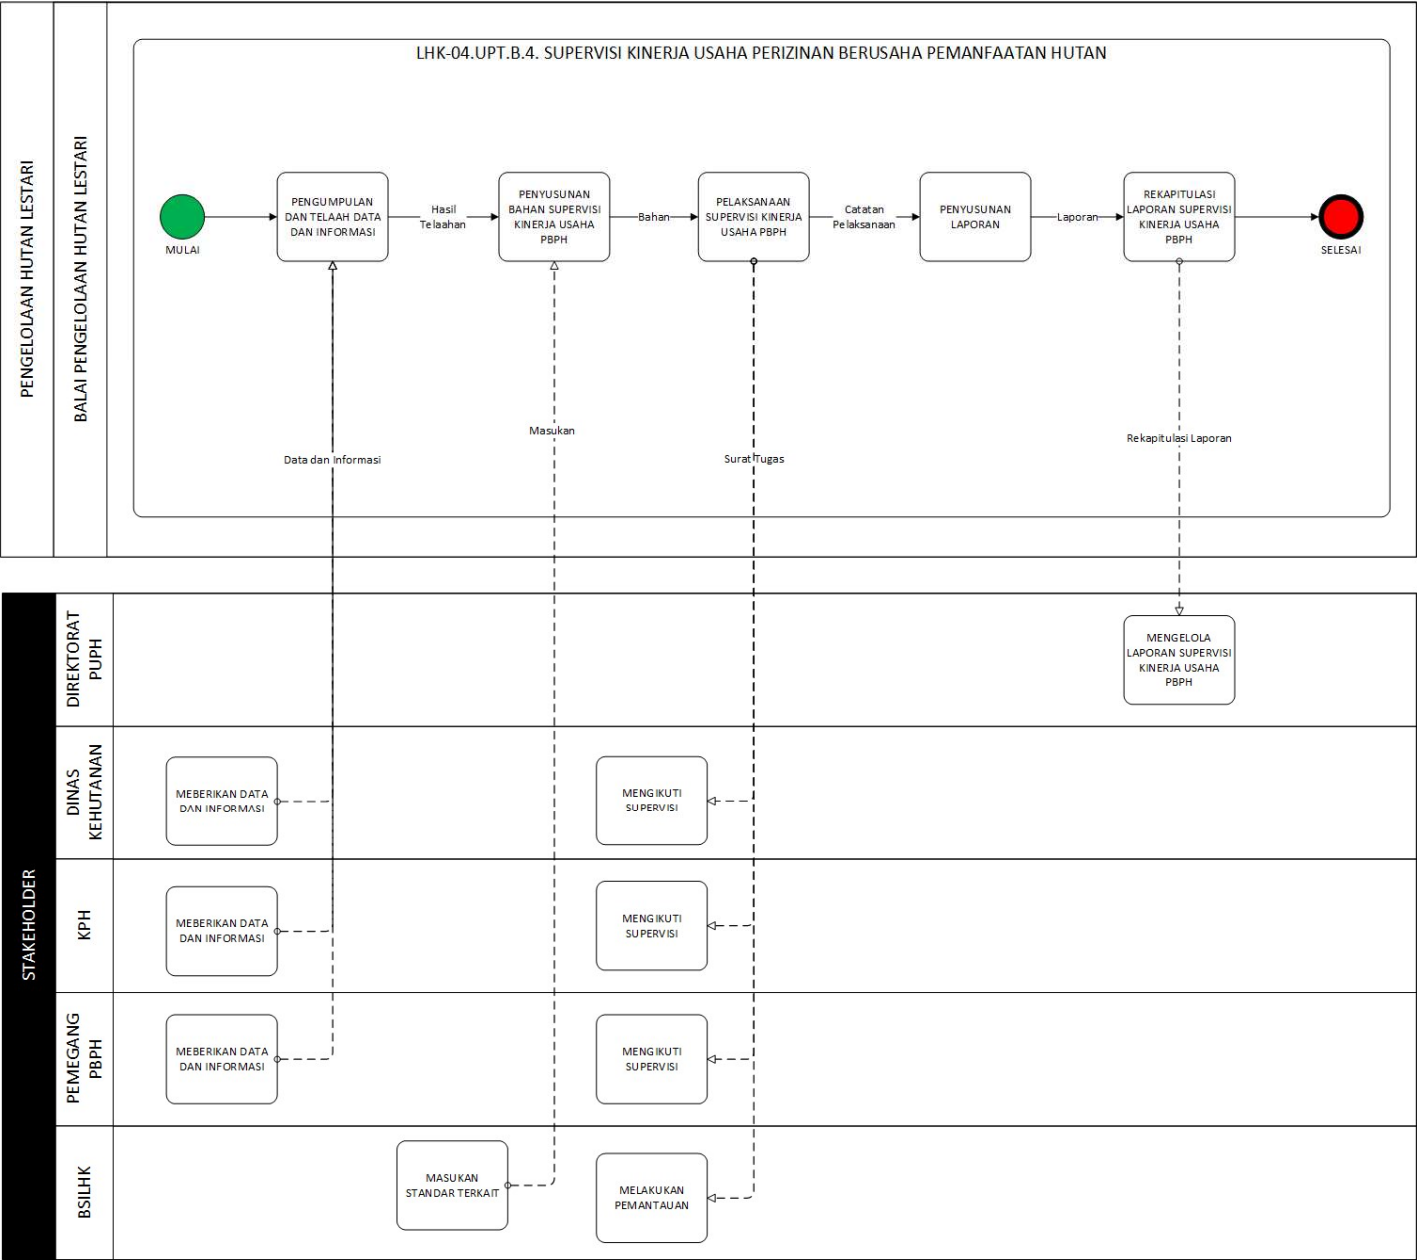 LHK-04.UPT.B.4. SUPERVISI KINERJA USAHA PERIZINAN BERUSAHA PEMANFAATAN HUTAN
PENGELOLAAN HUTAN LESTARI
BALAI PENGELOLAAN HUTAN LESTARI
MULAI
PENGUMPULAN
DAN TELAAH DATA
DAN INFORMASI
Hasil
Telaahan
PENYUSUNAN
BAHAN SUPERVISI
KINERJA USAHA
PBPH
Bahan
PELAKSANAAN
SUPERVISI KINERJA
USAHA PBPH
Catatan
Pelaksanaan
PENYUSUNAN
LAPORAN
Laporan
REKAPITULASI
LAPORAN SUPERVISI
KINERJA USAHA
PBPH
SELESAI
Data dan Informasi
Masukan
Surat Tugas
Rekapitulasi Laporan
STAKEHOLDER
DIREKTORAT
PUPH
MENGELOLA
LAPORAN SUPERVISI
KINERJA USAHA
PBPH
DINAS
KEHUTANAN
MEBERIKAN DATA
DAN INFORMASI
MENGIKUTI
SUPERVISI
KPH
MEBERIKAN DATA
DAN INFORMASI
MENGIKUTI
SUPERVISI
PEMEGANG
PBPH
MEBERIKAN DATA
DAN INFORMASI
MENGIKUTI
SUPERVISI
BSILHK
MASUKAN
STANDAR TERKAIT
MELAKUKAN
PEMANTAUAN